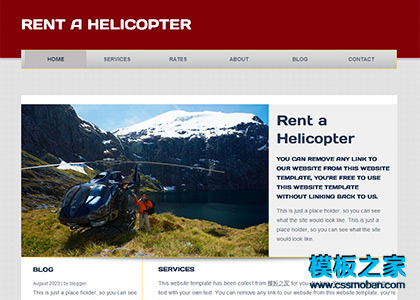 RENT A HELICOPTER
HOME SERVICES RATES ABOUT BLOG CONTACT
Rent a
Helicopter
YOU CAN REMOVE ANY LINK TO
OUR WEBSITE FROM THIS WEBSITE
TEMPLATE, YOU'RE FREE TO USE
THIS WEBSITE TEMPLATE
WITHOUT LINKING BACK TO US.
This is just a place holder, so you can see
what the site would look like. This is just a
place holder, so you can see what the site
would look like.
BLOG
August 2023 | by blogger
This is just a place holder, so you can see
SERVICES
This website template has been collect from 模板之家 for you
text with your own text. You can remove any link to our website from this
模板之家
www.cssmoban.com